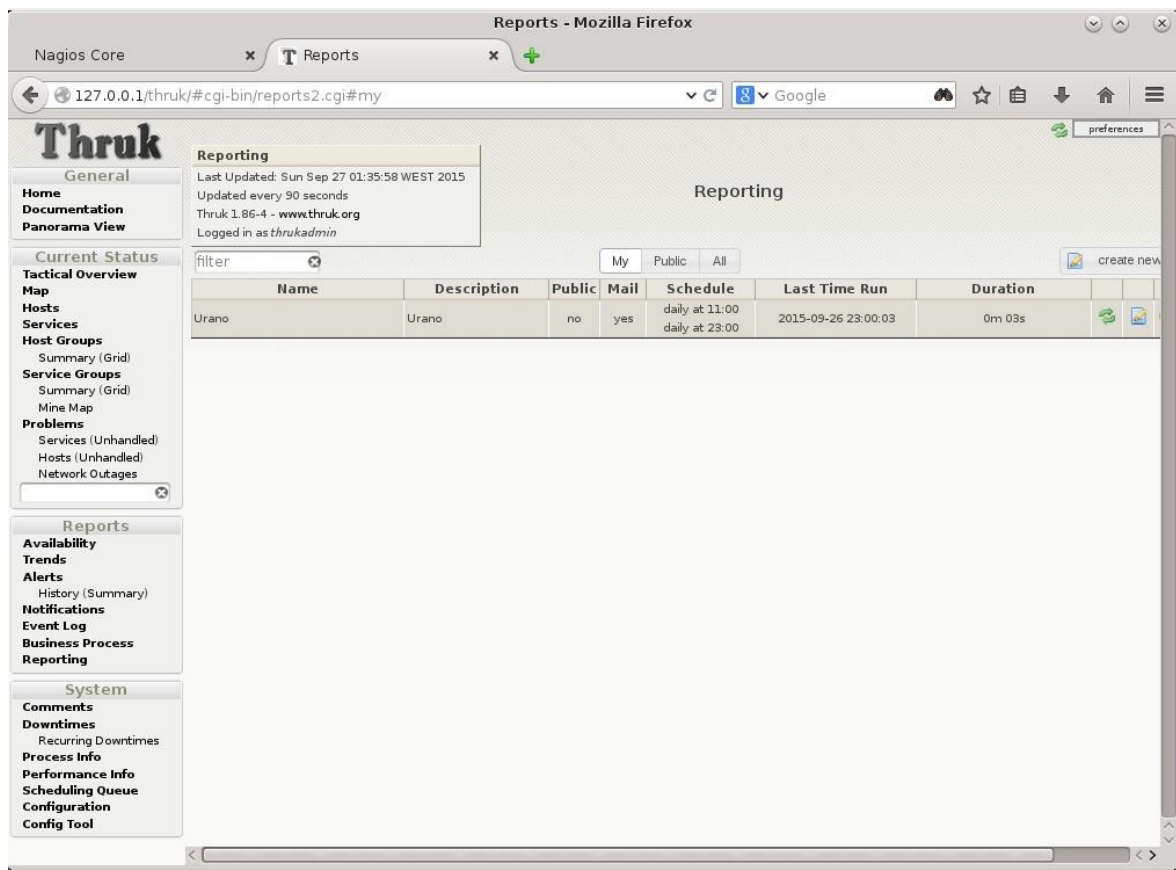 Reports - Mozilla Firefox
Nagios Core
Reports
127.0.0.1/thruk/#cgi-bin/reports2.cgi#my
Google
preferences
Thruk
General
Home
Documentation
Panorama View
Current Status
Tactical Overview
Map
Hosts
Services
Host Groups
Summary (Grid)
Service Groups
Summary (Grid)
Mine Map
Problems
Services (Unhandled)
Hosts (Unhandled)
Network Outages
Reports
Availability
Trends
Alerts
History (Summary)
Notifications
Event Log
Business Process
Reporting
System
Comments
Downtimes
Recurring Downtimes
Process Info
Performance Info
Scheduling Queue
Configuration
Config Tool
Reporting
Last Updated: Sun Sep 27 01:35:58 WEST 2015
Updated every 90 seconds
Thruk 1.86-4 - www.thruk.org
Logged in as thrukadmin
Reporting
filter
My Public All
create new
Name Description Public Mail Schedule Last Time Run Duration
Urano Urano no yes daily at 11:00 2015-09-26 23:00:03 0m 03s
daily at 23:00